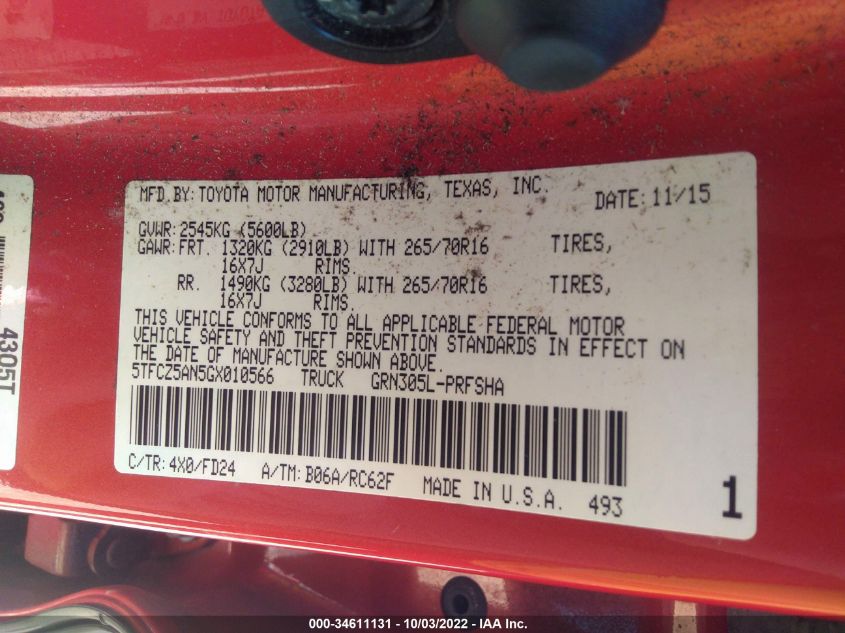 MFD BY: TOYOTA MOTOR MANUFACTURING, TEXAS, INC. DATE: 11/15
GVWR: 2545KG (5600LB)
GAWR: FRT. 1320KG (2910LB) WITH 265/70R16 TIRES,
16X7J RIMS.
RR. 1490KG (3280LB) WITH 265/70R16 TIRES,
16X7J RIMS.
THIS VEHICLE CONFORMS TO ALL APPLICABLE FEDERAL MOTOR
VEHICLE SAFETY AND THEFT PREVENTION STANDARDS IN EFFECT ON
THE DATE OF MANUFACTURE SHOWN ABOVE.
5TFCZ5AN5GX010566 TRUCK GRN305L-PRFSHA
C/TR: 4X0/FD24 A/TM: B06A/RC62F MADE IN U.S.A. 493
1
4305T
000-34611131 - 10/03/2022 - IAA Inc.